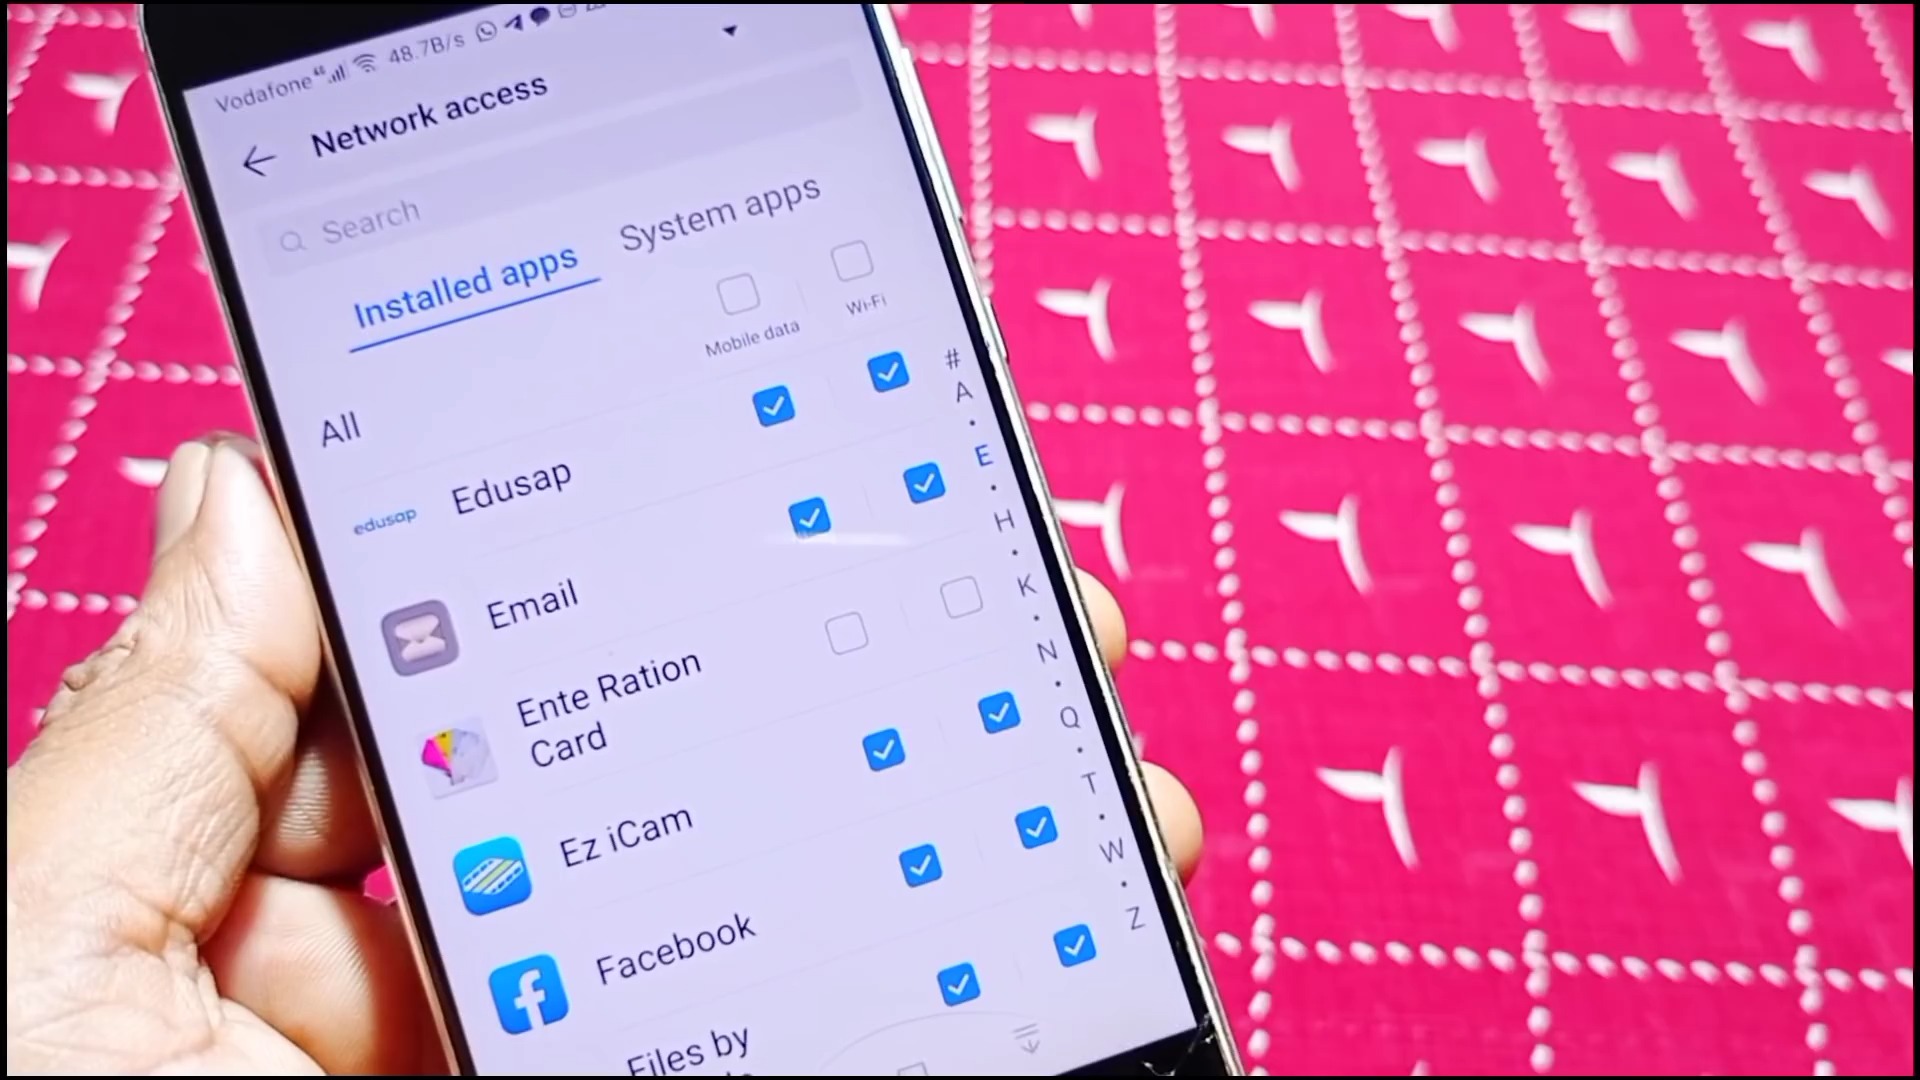 Vodafone 4G 48.7B/s
Network access
Search
Installed apps System apps
Mobile data Wi-Fi
All
edusap Edusap
Email
Ente Ration
Card
Ez iCam
Facebook
Files by
#
A
E
H
K
N
Q
T
W
Z